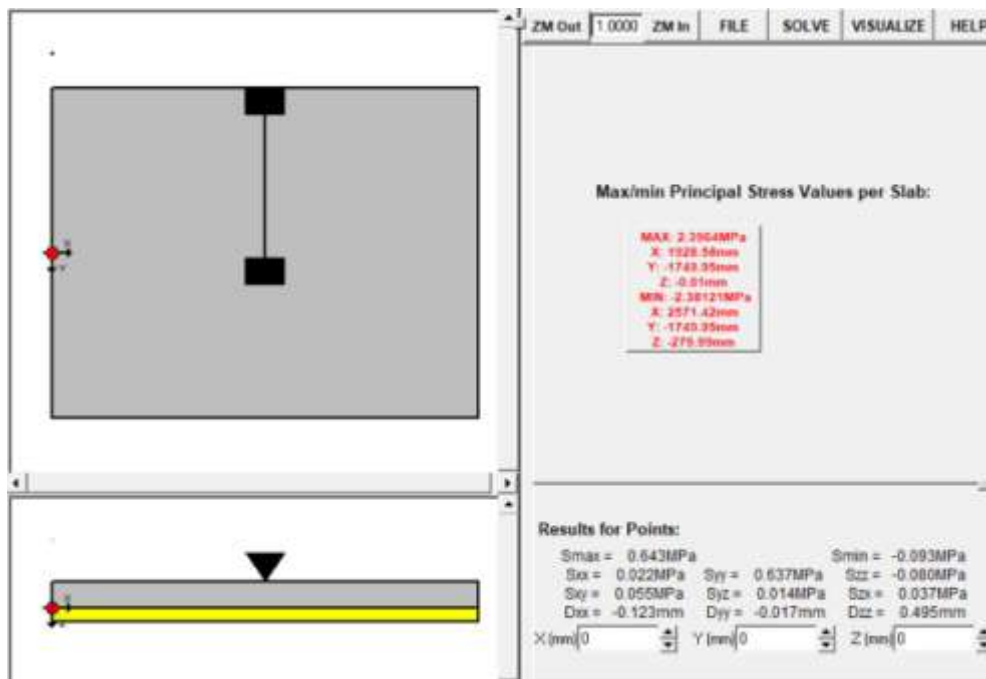 ZM Out 1.0000 ZM In FILE SOLVE VISUALIZE HELP
Max/min Principal Stress Values per Slab:
MAX: 2.3964MPa
X: 1928.58mm
Y: -1749.95mm
Z: -0.01mm
MIN: -2.38121MPa
X: 2571.42mm
Y: -1749.95mm
Z: -279.99mm
Results for Points:
Smax = 0.643MPa Smin = -0.093MPa
Sxx = 0.022MPa Syy = 0.637MPa Szz = -0.080MPa
Sxy = 0.055MPa Syz = 0.014MPa Szx = 0.037MPa
Dxx = -0.123mm Dyy = -0.017mm Dzz = 0.495mm
X (mm) 0 Y (mm) 0 Z (mm) 0